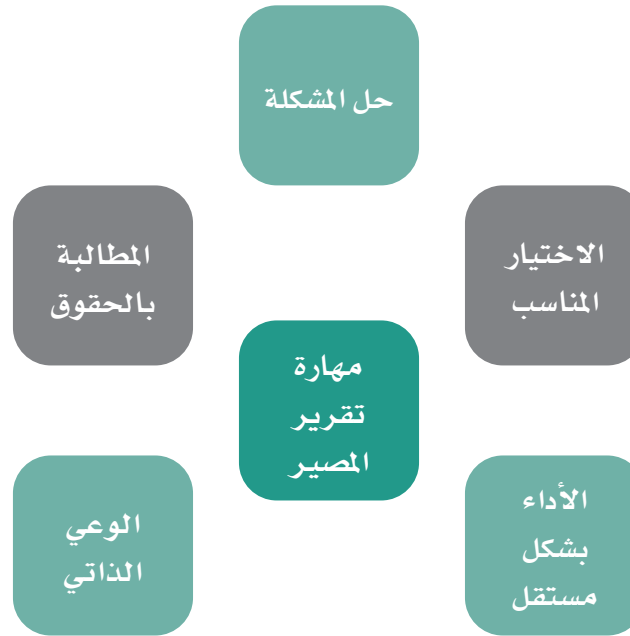 حل المشكلة
الاختيار
المناسب
المطالبة
بالحقوق
مهارة
تقرير
المصير
الأداء
بشكل
مستقل
الوعي
الذاتي